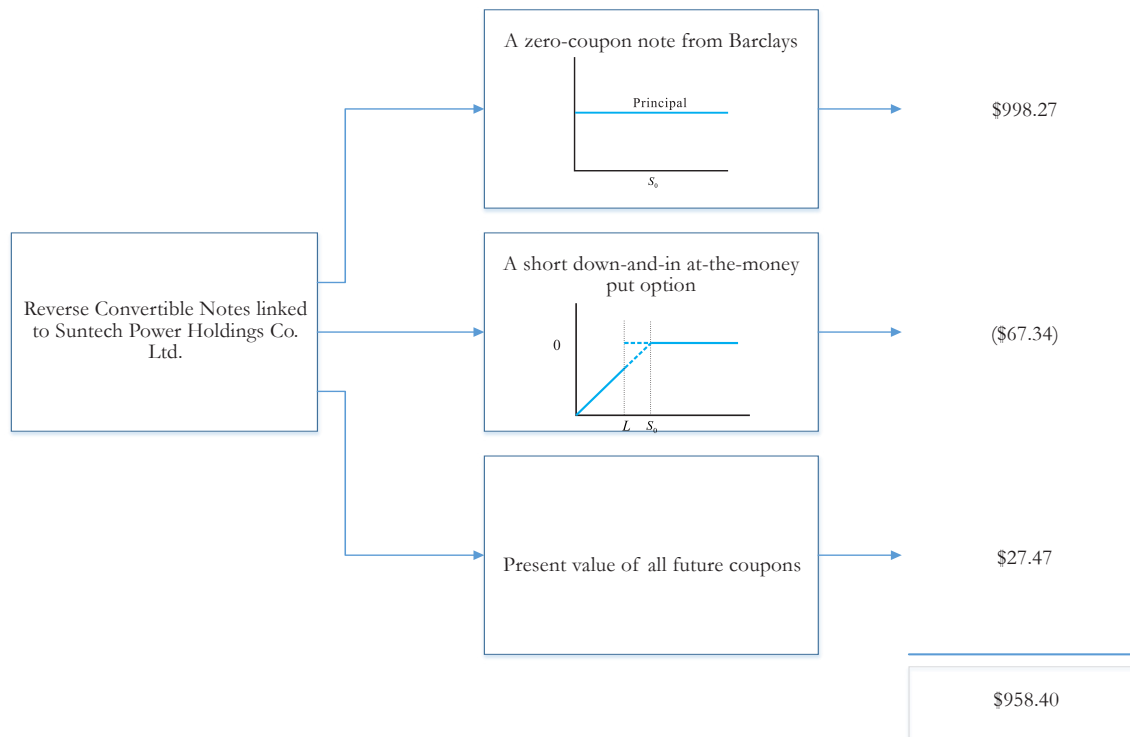 A zero-coupon note from Barclays
Principal
S₀
$998.27
Reverse Convertible Notes linked
to Suntech Power Holdings Co.
Ltd.
A short down-and-in at-the-money
put option
0
L S₀
($67.34)
Present value of all future coupons
$27.47
$958.40